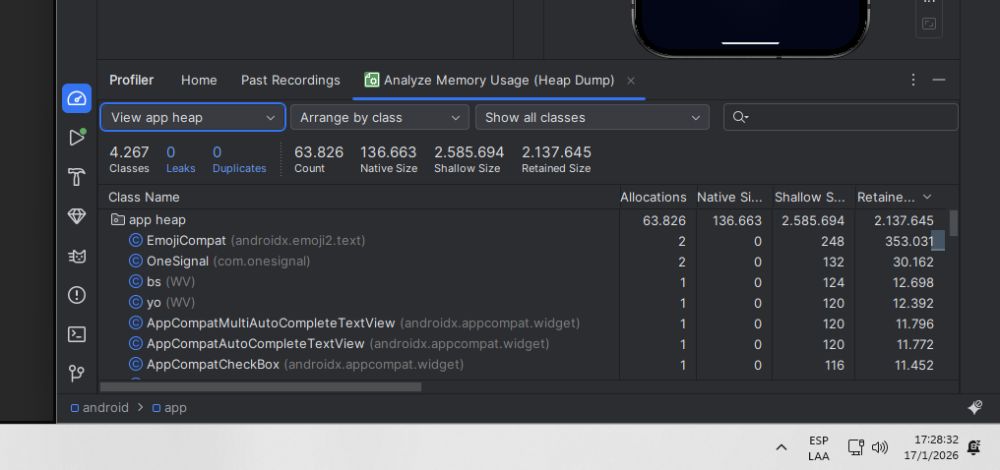 Profiler Home Past Recordings Analyze Memory Usage (Heap Dump)
View app heap Arrange by class Show all classes
4.267 0 0 63.826 136.663 2.585.694 2.137.645
Classes Leaks Duplicates Count Native Size Shallow Size Retained Size
Class Name Allocations Native Si... Shallow S... Retaine...
app heap 63.826 136.663 2.585.694 2.137.645
EmojiCompat (androidx.emoji2.text) 2 0 248 353.031
OneSignal (com.onesignal) 2 0 132 30.162
bs (WV) 1 0 124 12.698
yo (WV) 1 0 120 12.392
AppCompatMultiAutoCompleteTextView (androidx.appcompat.widget) 1 0 120 11.796
AppCompatAutoCompleteTextView (androidx.appcompat.widget) 1 0 120 11.772
AppCompatCheckBox (androidx.appcompat.widget) 1 0 116 11.452
android > app
ESP 17:28:32
LAA 17/1/2026